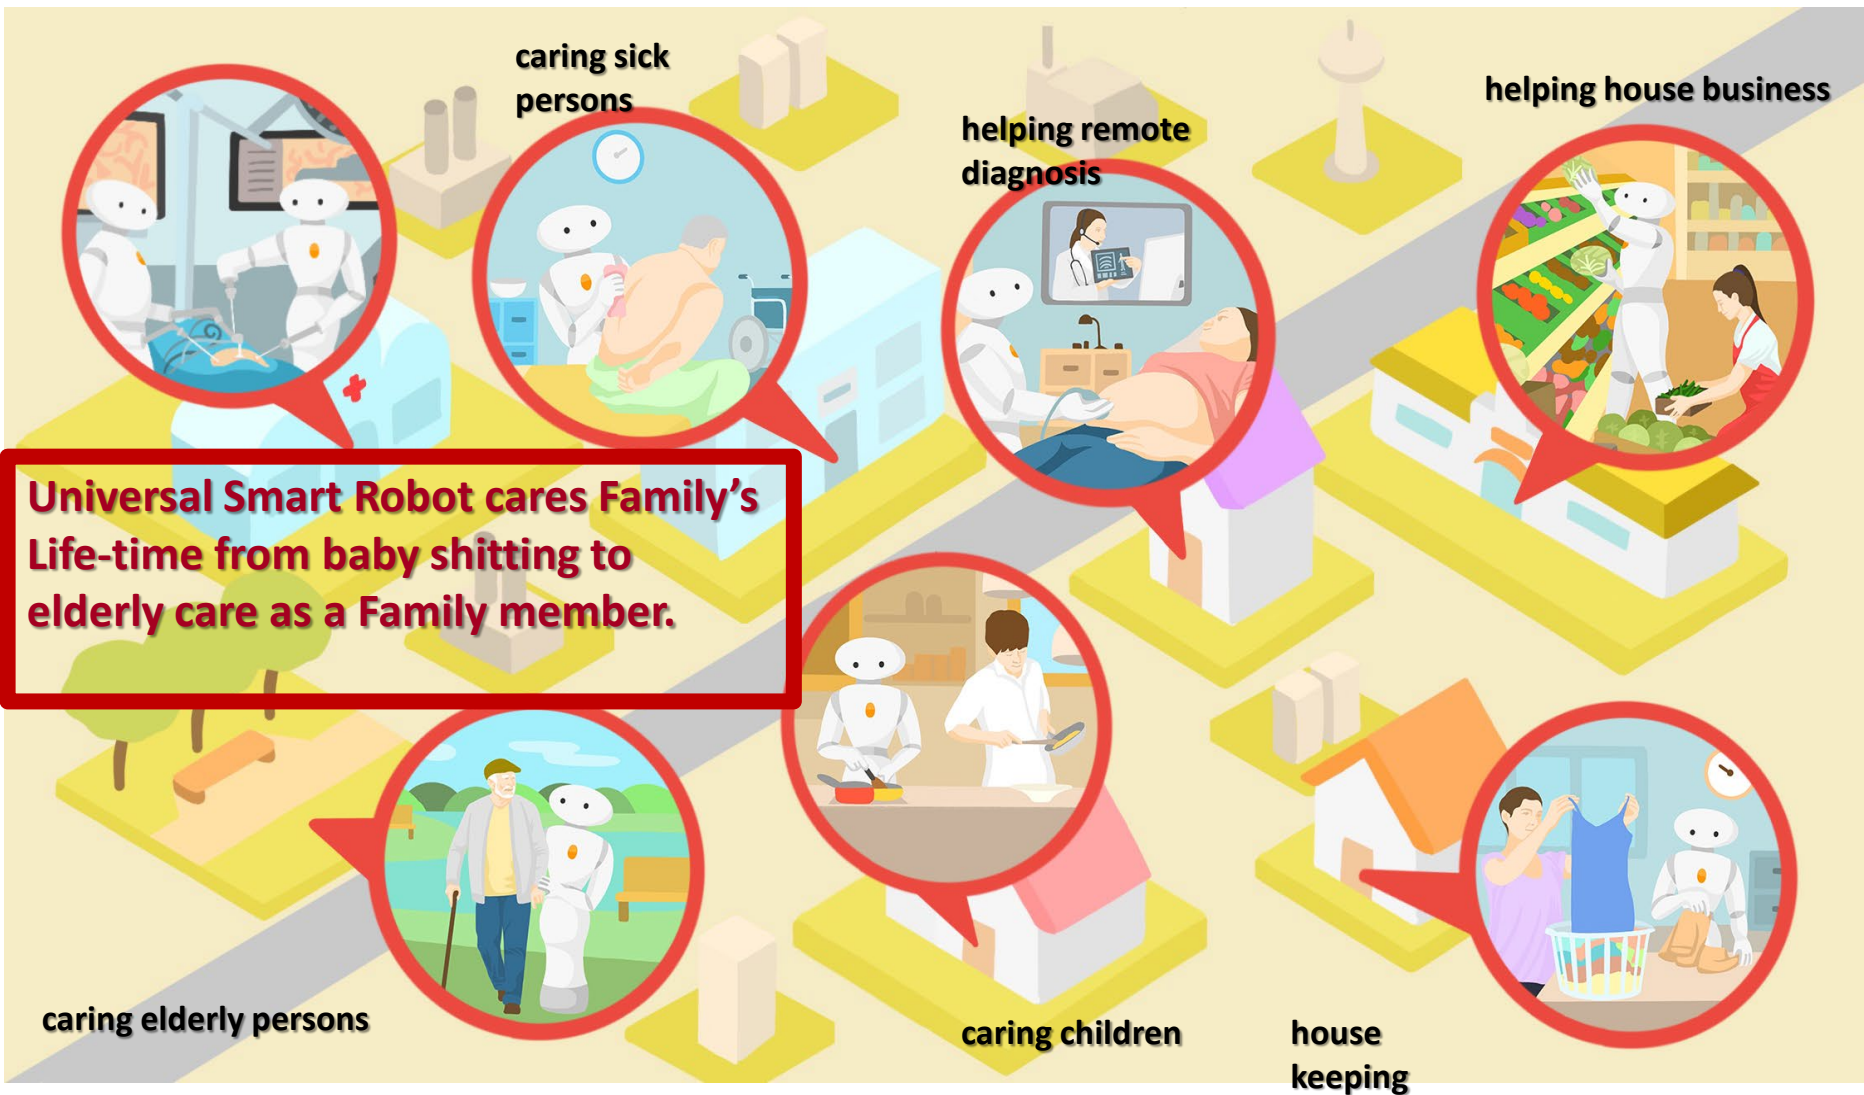 caring sick
persons
helping remote
diagnosis
helping house business
Universal Smart Robot cares Family’s
Life-time from baby shitting to
elderly care as a Family member.
caring elderly persons
caring children
house
keeping